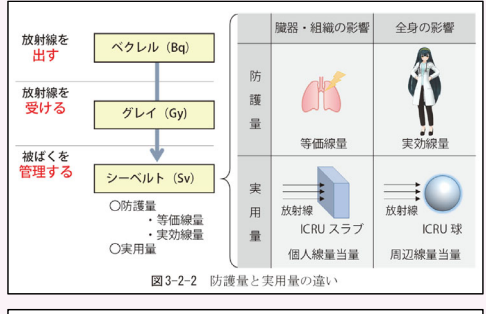 放射線を
出す
ベクレル（Bq）
放射線を
受ける
グレイ（Gy）
被ばくを
管理する
シーベルト（Sv）
○防護量
・等価線量
・実効線量
○実用量
臓器・組織の影響
全身の影響
防護量
等価線量
実効線量
実用量
放射線
ICRU スラブ
個人線量当量
放射線
ICRU 球
周辺線量当量
図3-2-2　防護量と実用量の違い